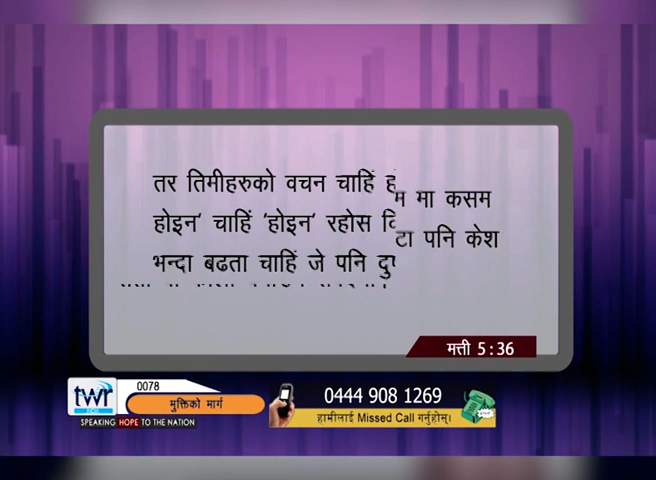 तर तिमीहरुको वचन चाहिं
म मा कसम
होइन' चाहिं 'होइन' रहोस
टा पनि केश
भन्दा बढता चाहिं जे पनि
मत्ती 5:36
twr
0078
मुक्तिको मार्ग
SPEAKING HOPE TO THE NATION
0444 908 1269
हामीलाई Missed Call गर्नुहोस्।